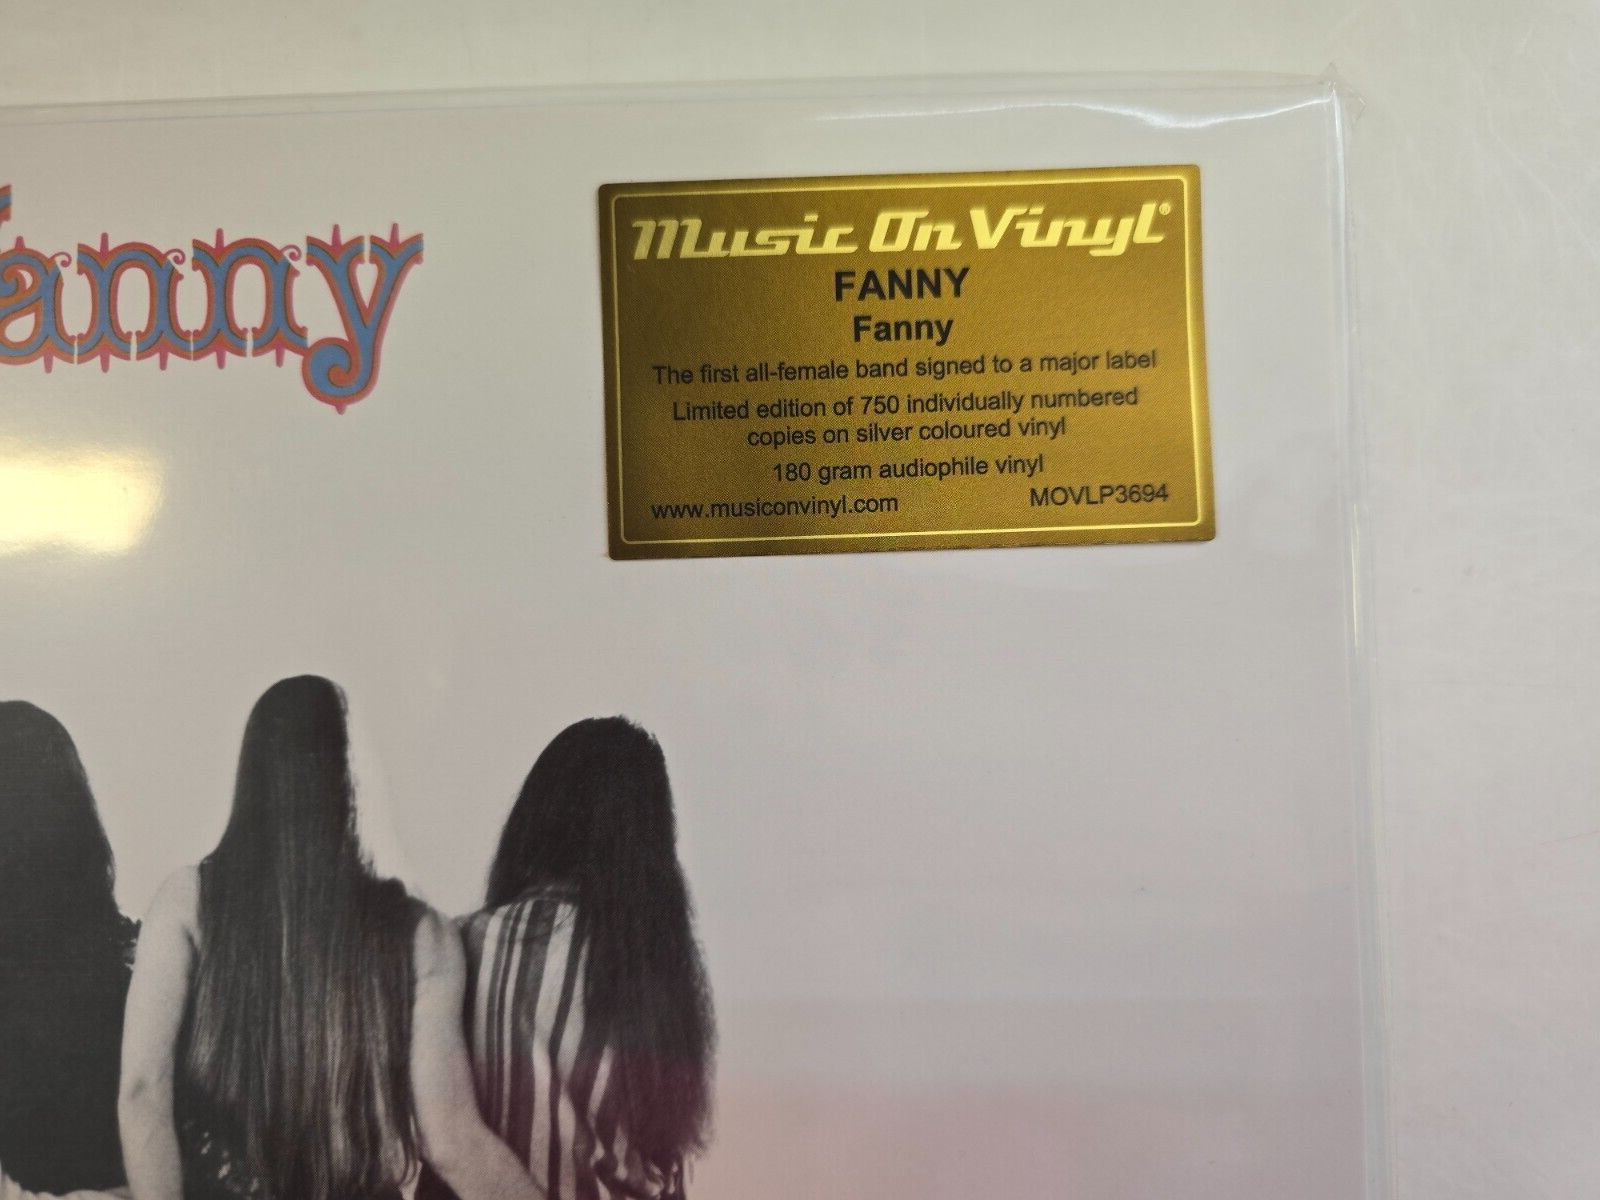 Fanny
Music On Vinyl®
FANNY
Fanny
The first all-female band signed to a major label
Limited edition of 750 individually numbered
copies on silver coloured vinyl
180 gram audiophile vinyl
www.musiconvinyl.com MOVLP3694